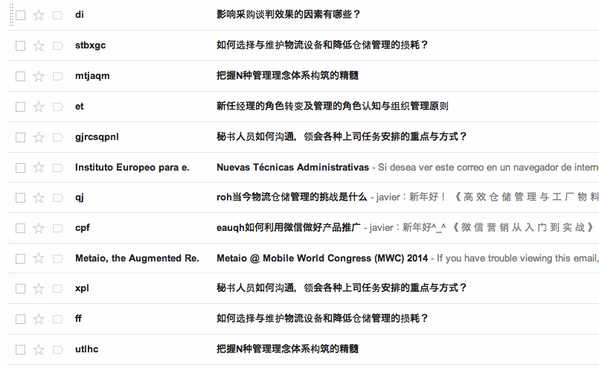 di 影响采购谈判效果的因素有哪些？
stbxgc 如何选择与维护物流设备和降低仓储管理的损耗？
mtjaqm 把握N种管理理念体系构筑的精髓
et 新任经理的角色转变及管理的角色认知与组织管理原则
gjrcsqpnl 秘书人员如何沟通，领会各种上司任务安排的重点与方式？
Instituto Europeo para e. Nuevas Técnicas Administrativas - Si desea ver este correo en un navegador de intern
qj roh当今物流仓储管理的挑战是什么 - javier：新年好！《 高 效 仓 储 管 理 与 工 厂 物 料
cpf eauqh如何利用微信做好产品推广 - javier：新年好^_^《 微 信 营 销 从 入 门 到 实 战 》
Metaio, the Augmented Re. Metaio @ Mobile World Congress (MWC) 2014 - If you have trouble viewing this email,
xpl 秘书人员如何沟通，领会各种上司任务安排的重点与方式？
ff 如何选择与维护物流设备和降低仓储管理的损耗？
utlhc 把握N种管理理念体系构筑的精髓